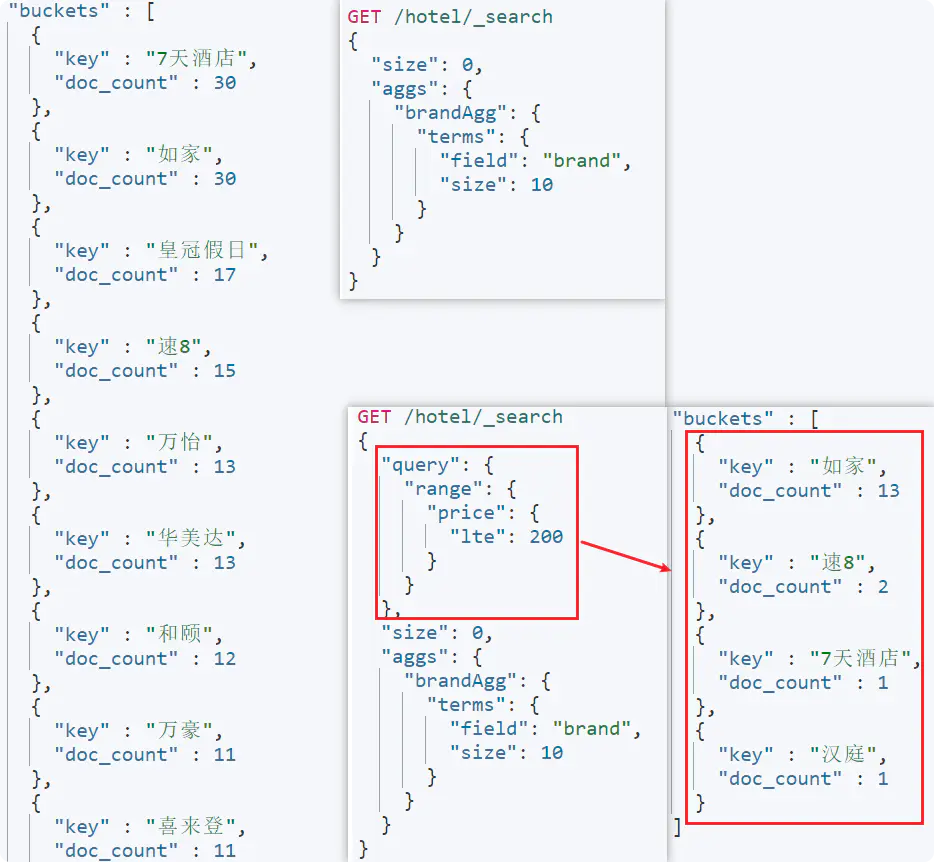 "buckets" : [
{
"key" : "7天酒店",
"doc_count" : 30
},
{
"key" : "如家",
"doc_count" : 30
},
{
"key" : "皇冠假日",
"doc_count" : 17
},
{
"key" : "速8",
"doc_count" : 15
},
{
"key" : "万怡",
"doc_count" : 13
},
{
"key" : "华美达",
"doc_count" : 13
},
{
"key" : "和颐",
"doc_count" : 12
},
{
"key" : "万豪",
"doc_count" : 11
},
{
"key" : "喜来登",
"doc_count" : 11
GET /hotel/_search
{
"size": 0,
"aggs": {
"brandAgg": {
"terms": {
"field": "brand",
"size": 10
}
}
}
}
GET /hotel/_search
{
"query": {
"range": {
"price": {
"lte": 200
}
}
},
"size": 0,
"aggs": {
"brandAgg": {
"terms": {
"field": "brand",
"size": 10
}
}
}
}
"buckets" : [
{
"key" : "如家",
"doc_count" : 13
},
{
"key" : "速8",
"doc_count" : 2
},
{
"key" : "7天酒店",
"doc_count" : 1
},
{
"key" : "汉庭",
"doc_count" : 1
}
]